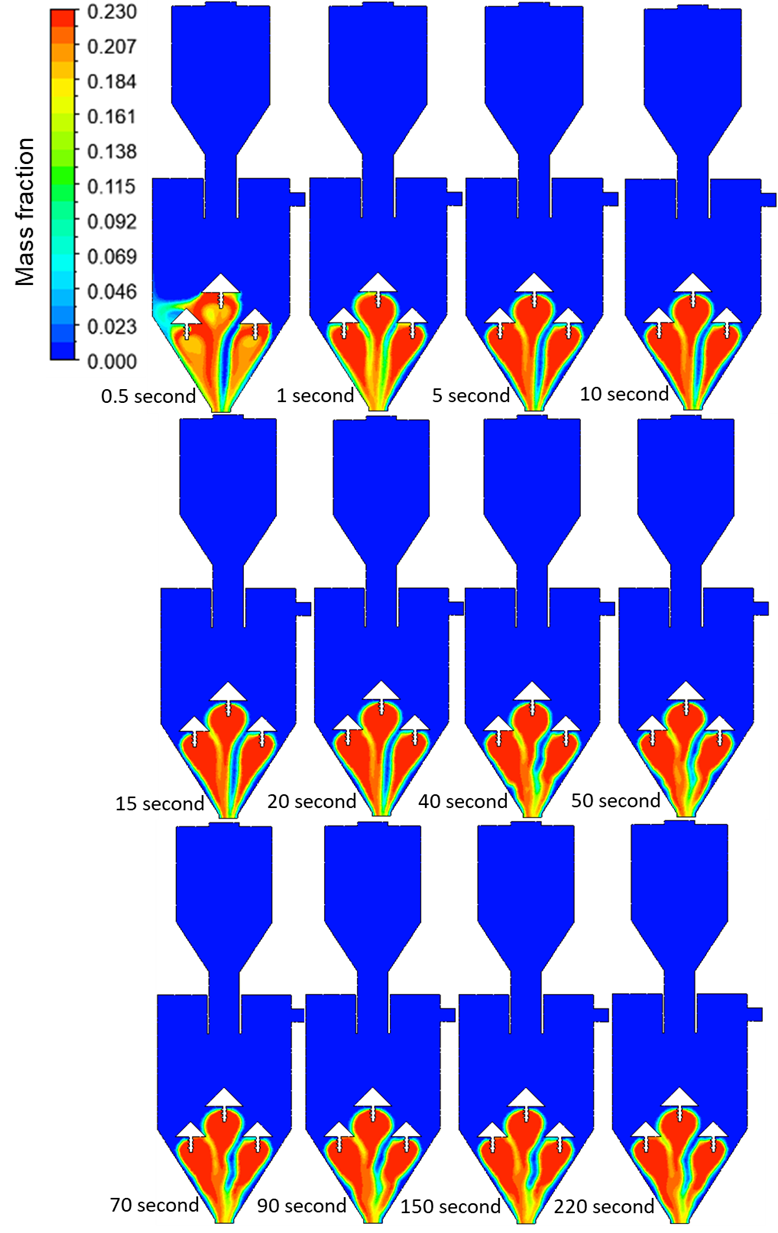 Mass fraction
0.230
0.207
0.184
0.161
0.138
0.115
0.092
0.069
0.046
0.023
0.000
0.5 second
1 second
5 second
10 second
15 second
20 second
40 second
50 second
70 second
90 second
150 second
220 second